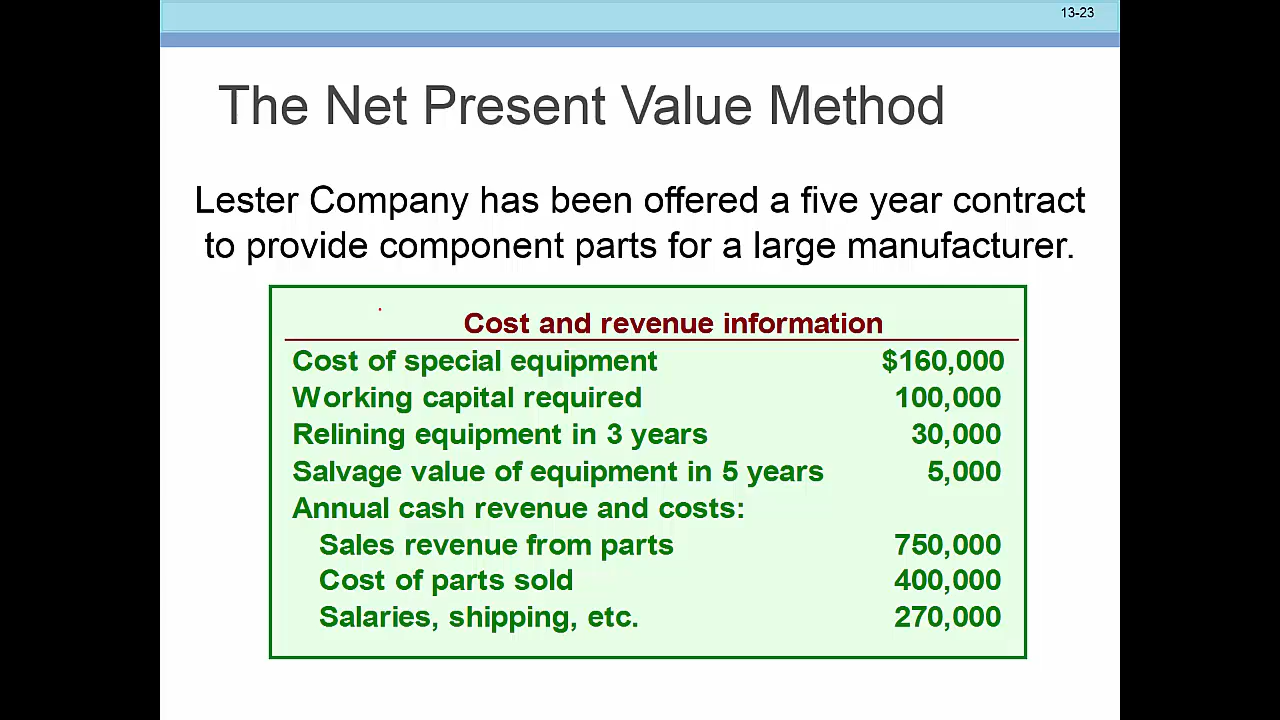 13-23
The Net Present Value Method
Lester Company has been offered a five year contract
to provide component parts for a large manufacturer.
Cost and revenue information
Cost of special equipment $160,000
Working capital required 100,000
Relining equipment in 3 years 30,000
Salvage value of equipment in 5 years 5,000
Annual cash revenue and costs:
Sales revenue from parts 750,000
Cost of parts sold 400,000
Salaries, shipping, etc. 270,000